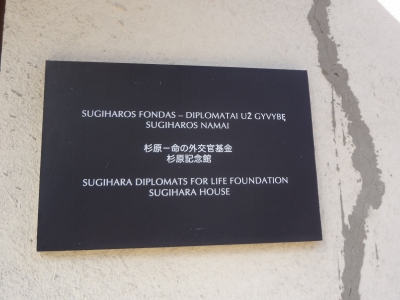 SUGIHAROS FONDAS – DIPLOMATAI UŽ GYVYBĘ
SUGIHAROS NAMAI
杉原－命の外交官基金
杉原記念館
SUGIHARA DIPLOMATS FOR LIFE FOUNDATION
SUGIHARA HOUSE